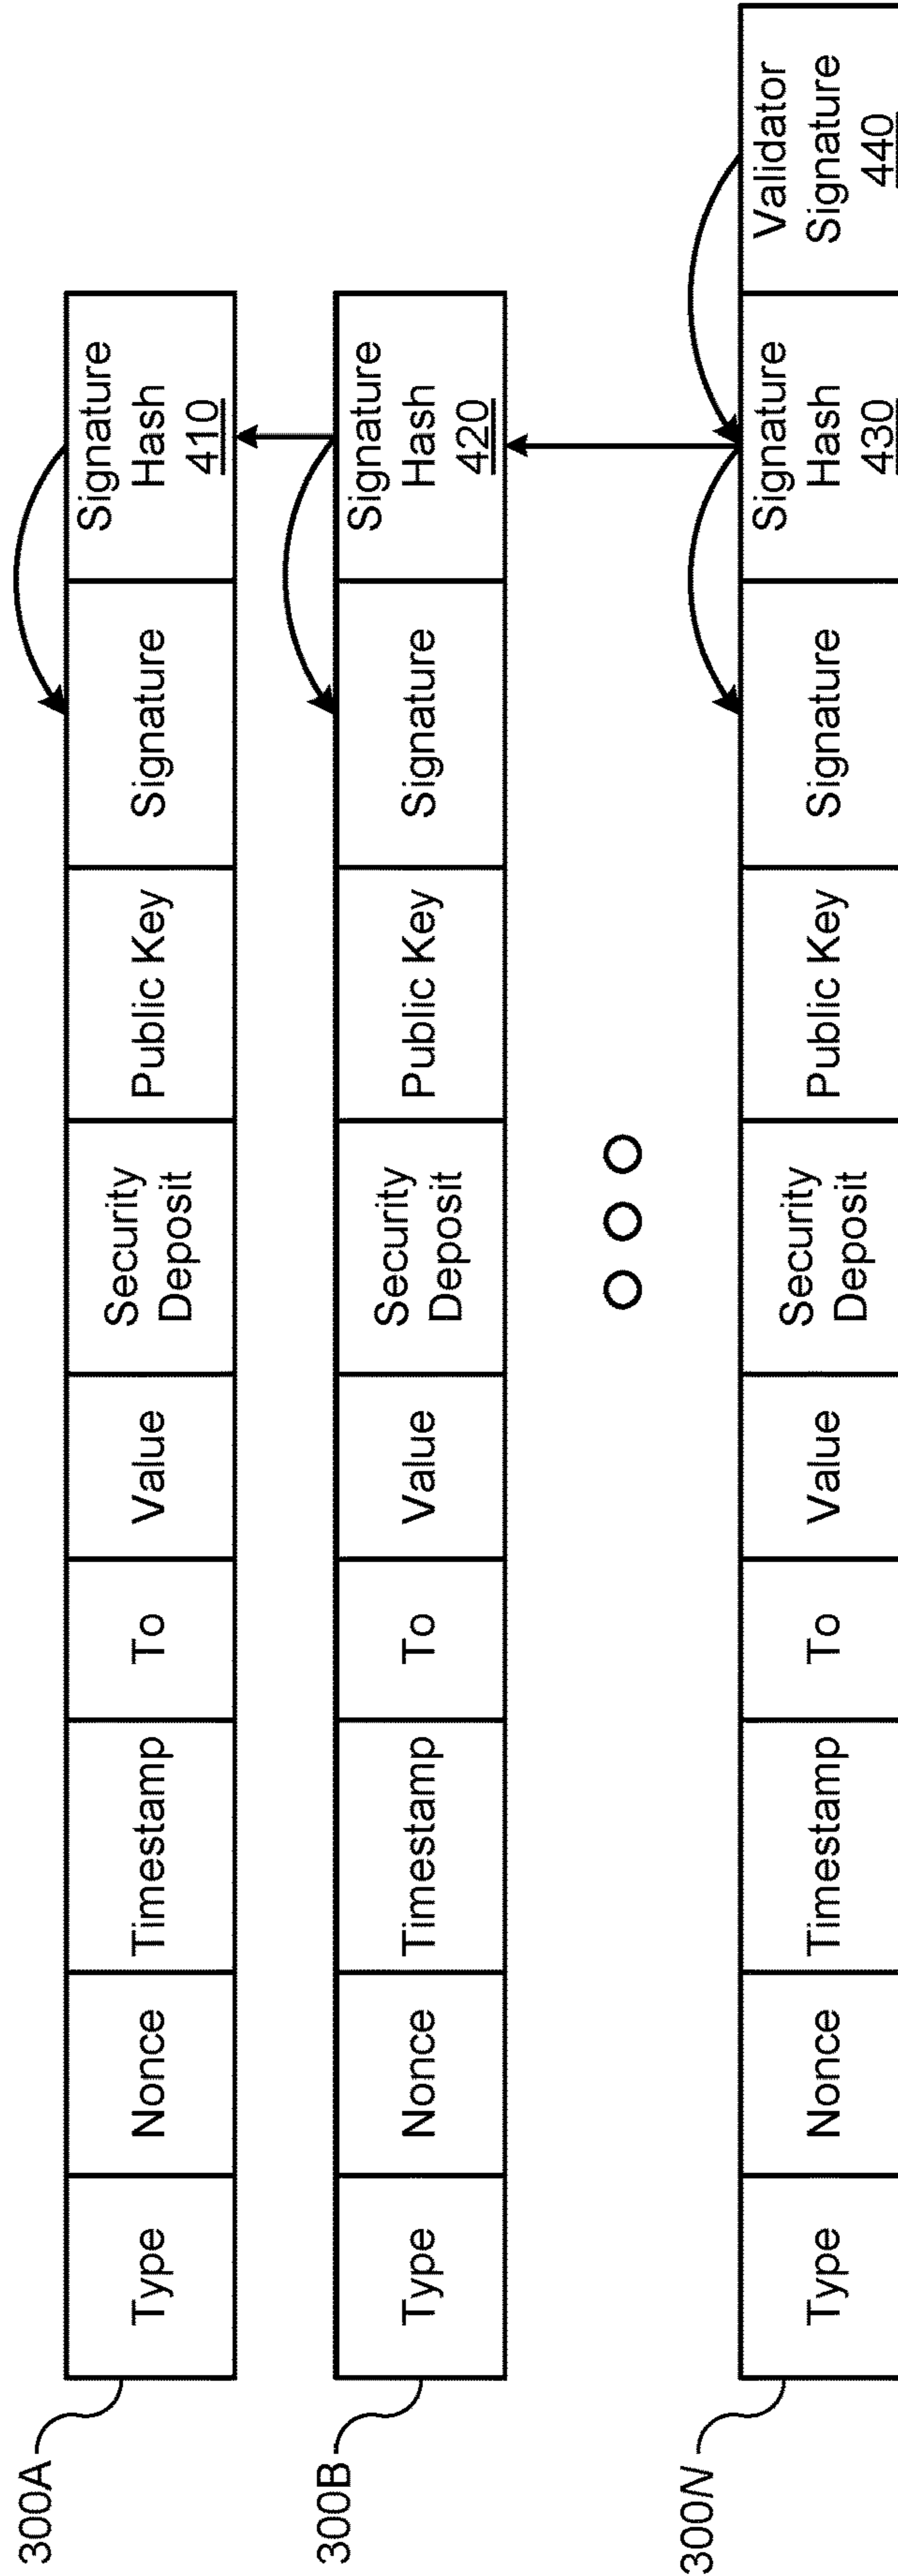 300A
Type
Nonce
Timestamp
To
Value
Security
Deposit
Public Key
Signature
Signature
Hash
410
300B
Type
Nonce
Timestamp
To
Value
Security
Deposit
Public Key
Signature
Signature
Hash
420
300N
Type
Nonce
Timestamp
To
Value
Security
Deposit
Public Key
Signature
Signature
Hash
430
Validator
Signature
440